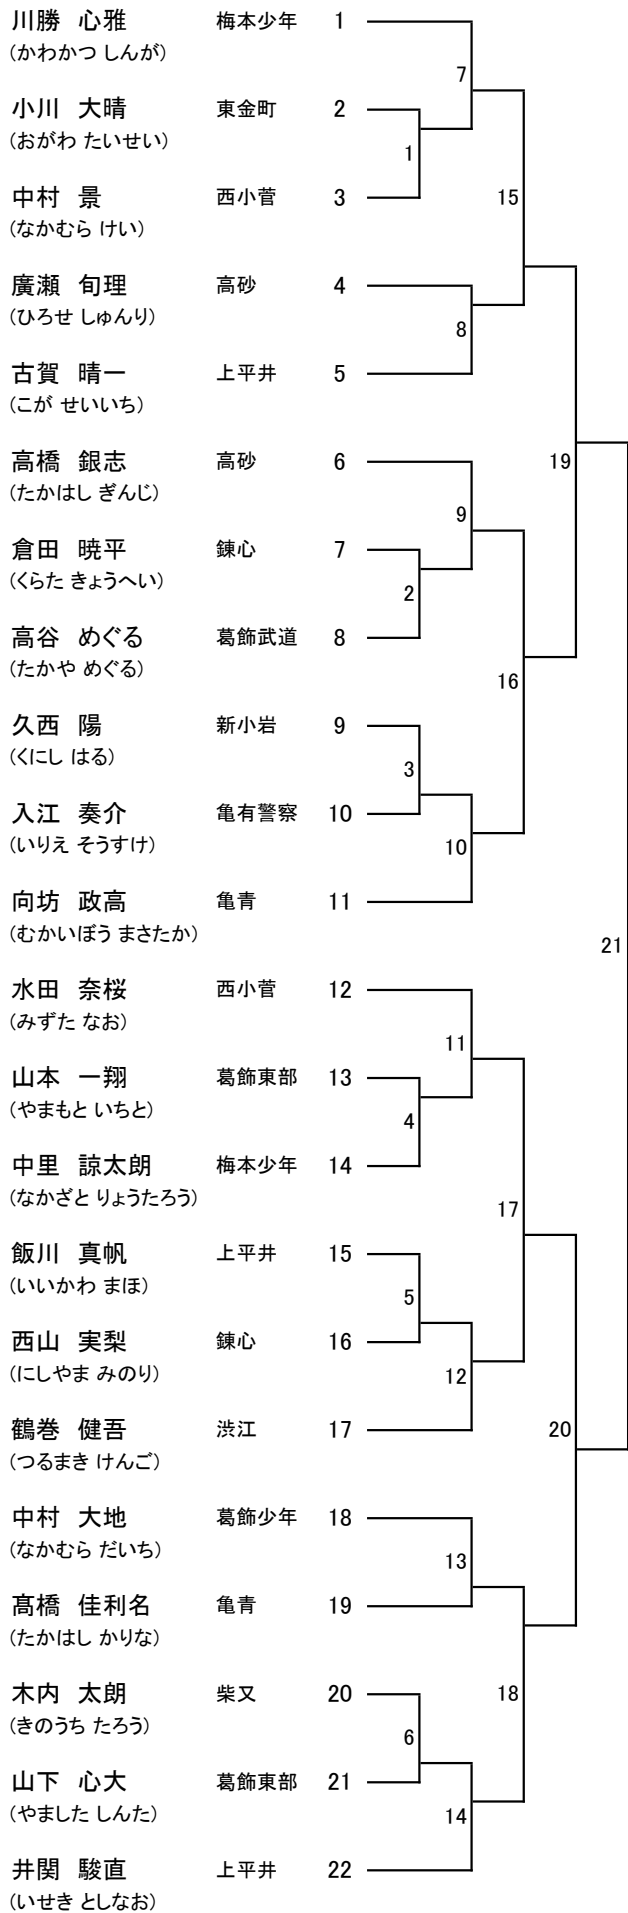 川勝 心雅 梅本少年 1
(かわかつ しんが)
7
小川 大晴 東金町 2
(おがわ たいせい)
1
中村 景 西小菅 3
15
(なかむら けい)
廣瀬 旬理 高砂 4
(ひろせ しゅんり)
8
古賀 晴一 上平井 5
(こが せいいち)
高橋 銀志 高砂 6
19
(たかはし ぎんじ)
9
倉田 暁平 錬心 7
(くらた きょうへい)
2
高谷 めぐる 葛飾武道 8
(たかや めぐる)
16
久西 陽 新小岩 9
(くにし はる)
3
入江 奏介 亀有警察 10
(いりえ そうすけ)
10
向坊 政高 亀青 11
(むかいぼう まさたか)
21
水田 奈桜 西小菅 12
(みずた なお)
11
山本 一翔 葛飾東部 13
(やまもと いちと)
4
中里 諒太朗 梅本少年 14
(なかざと りょうたろう)
17
飯川 真帆 上平井 15
(いいかわ まほ)
5
西山 実梨 錬心 16
(にしやま みのり)
12
鶴巻 健吾 渋江 17
20
(つるまき けんご)
中村 大地 葛飾少年 18
(なかむら だいち)
13
髙橋 佳利名 亀青 19
(たかはし かりな)
木内 太朗 柴又 20
18
(きのうち たろう)
6
山下 心大 葛飾東部 21
(やました しんた)
14
井関 駿直 上平井 22
(いせき としなお)